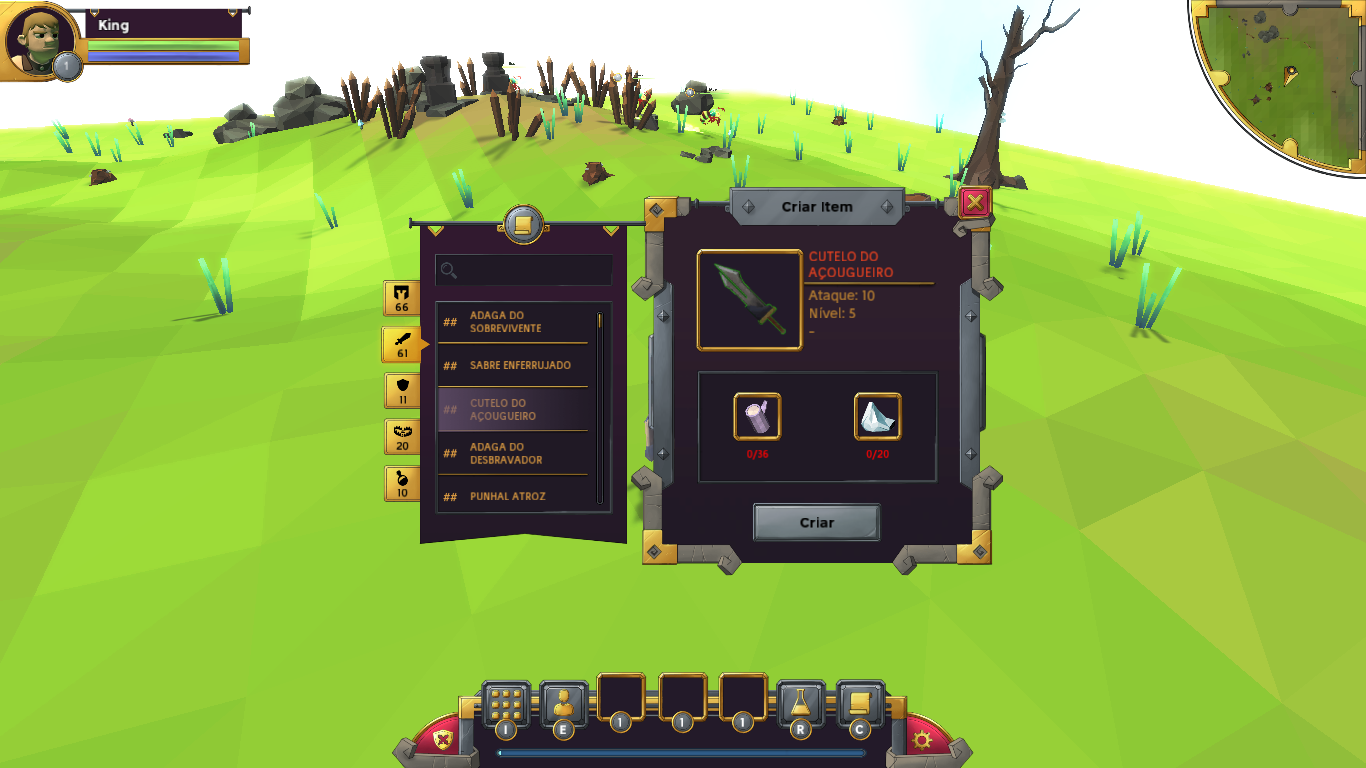 King
1
Criar Item
CUTELO DO
AÇOUGUEIRO
Ataque: 10
Nível: 5
-
66
61
11
20
10
## ADAGA DO
SOBREVIVENTE
## SABRE ENFERRUJADO
## CUTELO DO
AÇOUGUEIRO
## ADAGA DO
DESBRAVADOR
## PUNHAL ATROZ
0/36
0/20
Criar
I
E
1
1
1
R
C